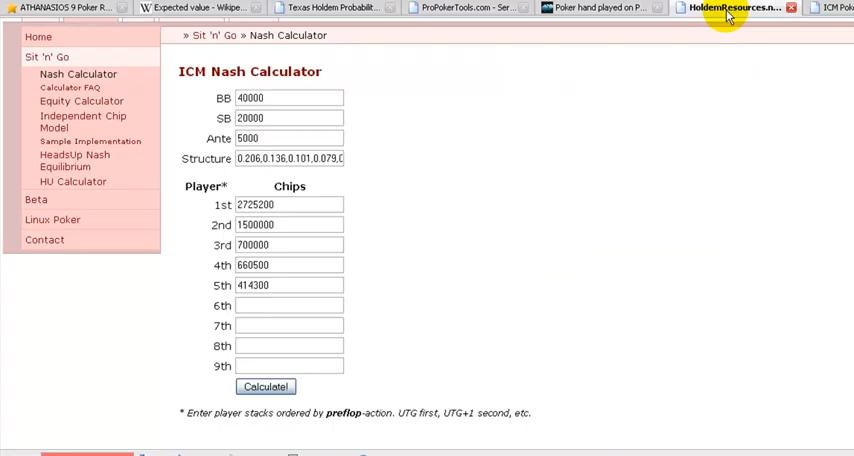 ATHANASIOS 9 Poker R...
Expected value - Wikipe...
Texas Holdem Probabilit...
ProPokerTools.com - Ser...
Poker hand played on P...
HoldemResources.n...
ICM Pok
Home
Sit 'n' Go
Nash Calculator
Calculator FAQ
Equity Calculator
Independent Chip
Model
Sample Implementation
HeadsUp Nash
Equilibrium
HU Calculator
Beta
Linux Poker
Contact
» Sit 'n' Go » Nash Calculator
ICM Nash Calculator
BB 40000
SB 20000
Ante 5000
Structure 0.206,0.136,0.101,0.079,0
Player* Chips
1st 2725200
2nd 1500000
3rd 700000
4th 660500
5th 414300
6th
7th
8th
9th
Calculate!
* Enter player stacks ordered by preflop-action. UTG first, UTG+1 second, etc.